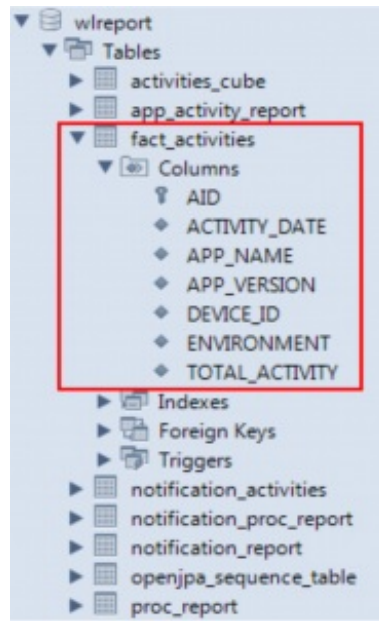 wlreport
Tables
activities_cube
app_activity_report
fact_activities
Columns
AID
ACTIVITY_DATE
APP_NAME
APP_VERSION
DEVICE_ID
ENVIRONMENT
TOTAL_ACTIVITY
Indexes
Foreign Keys
Triggers
notification_activities
notification_proc_report
notification_report
openjpa_sequence_table
proc_report